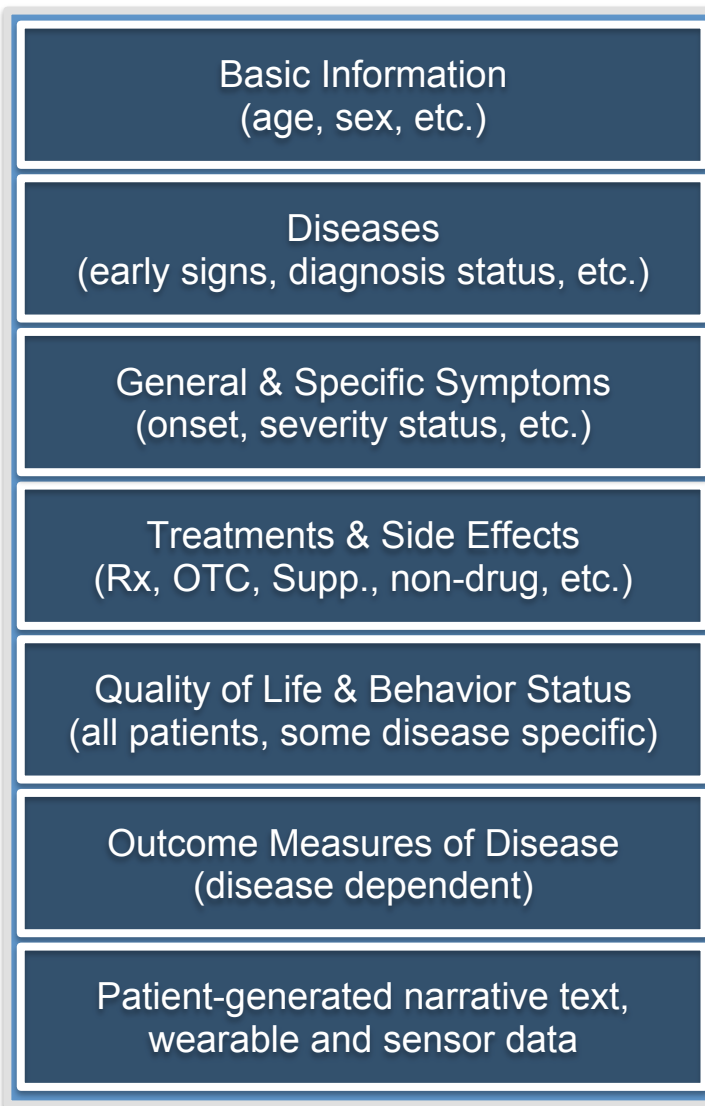 Basic Information
(age, sex, etc.)
Diseases
(early signs, diagnosis status, etc.)
General & Specific Symptoms
(onset, severity status, etc.)
Treatments & Side Effects
(Rx, OTC, Supp., non-drug, etc.)
Quality of Life & Behavior Status
(all patients, some disease specific)
Outcome Measures of Disease
(disease dependent)
Patient-generated narrative text,
wearable and sensor data